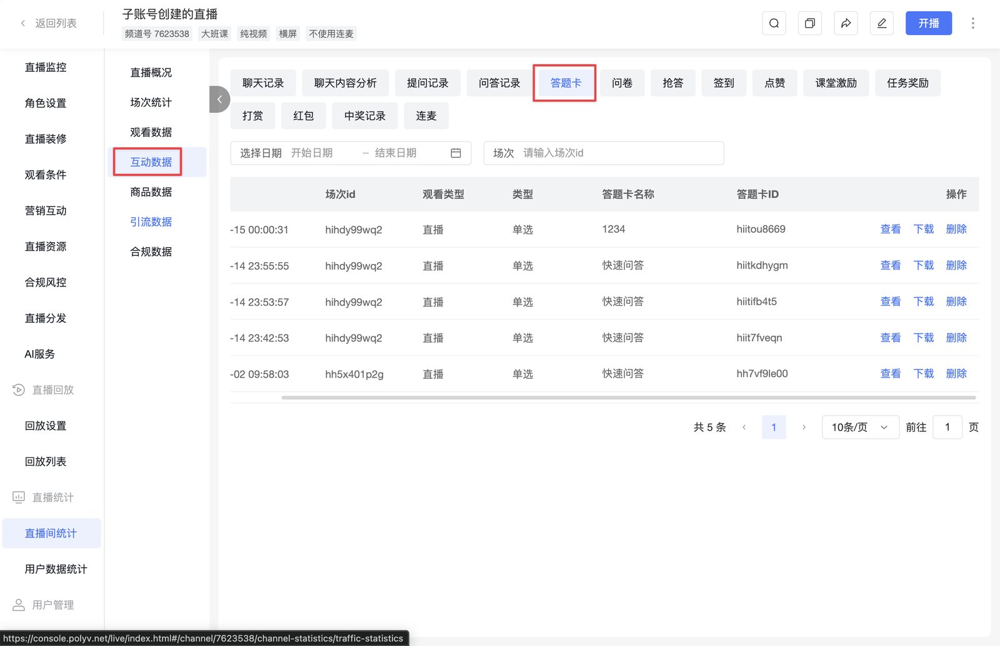 返回列表
子账号创建的直播
频道号 7623538 大班课 纯视频 横屏 不使用连麦
开播
直播监控
角色设置
直播装修
观看条件
营销互动
直播资源
合规风控
直播分发
AI服务
直播回放
回放设置
回放列表
直播统计
直播间统计
用户数据统计
用户管理
直播概况
场次统计
观看数据
互动数据
商品数据
引流数据
合规数据
聊天记录 聊天内容分析 提问记录 问答记录 答题卡 问卷 抢答 签到 点赞 课堂激励 任务奖励
打赏 红包 中奖记录 连麦
选择日期 开始日期 – 结束日期 场次 请输入场次id
场次id 观看类型 类型 答题卡名称 答题卡ID 操作
-15 00:00:31 hihdy99wq2 直播 单选 1234 hiitou8669 查看 下载 删除
-14 23:55:55 hihdy99wq2 直播 单选 快速问答 hiitkdhygm 查看 下载 删除
-14 23:53:57 hihdy99wq2 直播 单选 快速问答 hiitifb4t5 查看 下载 删除
-14 23:42:53 hihdy99wq2 直播 单选 快速问答 hiit7fveqn 查看 下载 删除
-02 09:58:03 hh5x401p2g 直播 单选 快速问答 hh7vf9le00 查看 下载 删除
共 5 条 1 10条/页 前往 1 页
https://console.polyv.net/live/index.html#/channel/7623538/channel-statistics/traffic-statistics